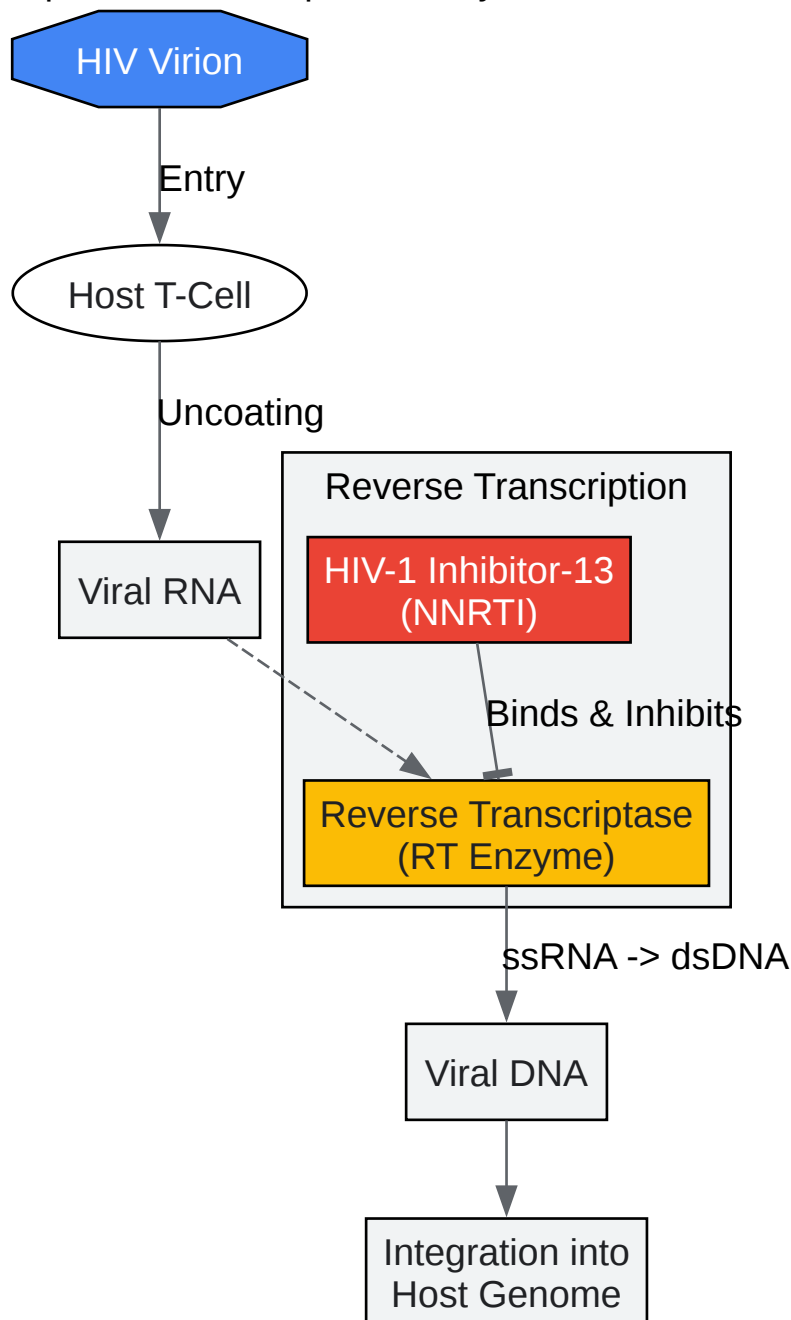 HIV Virion
Entry
Host T-Cell
Uncoating
Reverse Transcription
HIV-1 Inhibitor-13
(NNRTI)
Viral RNA
Binds & Inhibits
Reverse Transcriptase
(RT Enzyme)
ssRNA -> dsDNA
Viral DNA
Integration into
Host Genome